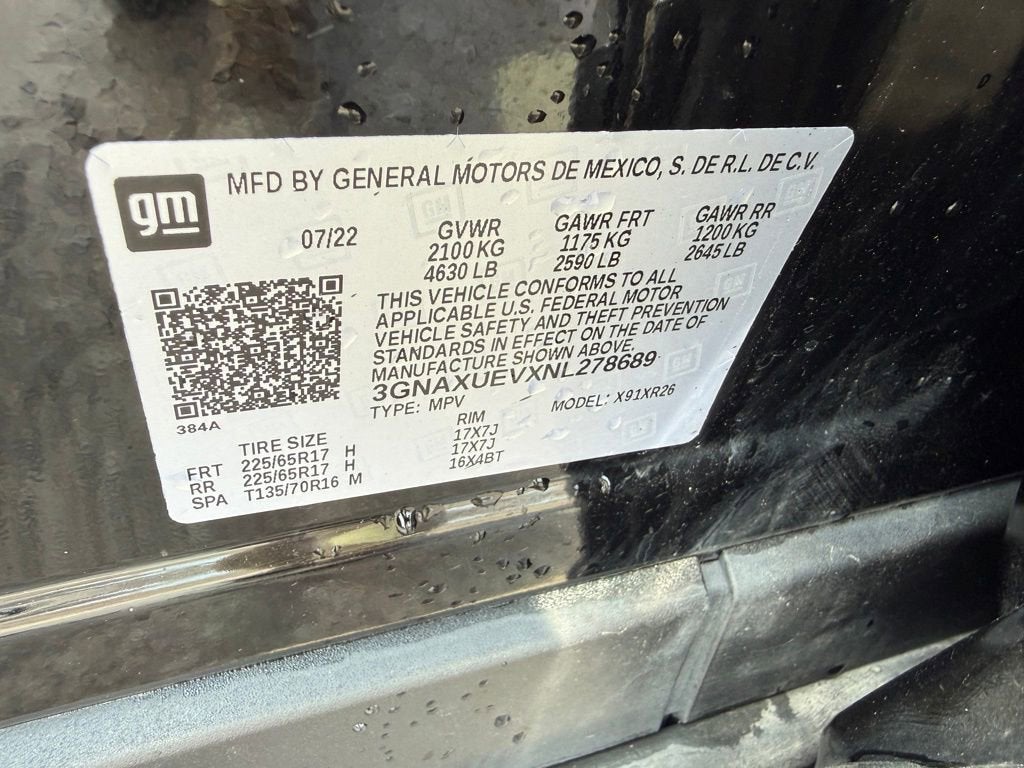 gm
MFD BY GENERAL MOTORS DE MEXICO, S. DE R.L. DE C.V.
07/22 GVWR GAWR FRT GAWR RR
2100 KG 1175 KG 1200 KG
4630 LB 2590 LB 2645 LB
THIS VEHICLE CONFORMS TO ALL
APPLICABLE U.S. FEDERAL MOTOR
VEHICLE SAFETY AND THEFT PREVENTION
STANDARDS IN EFFECT ON THE DATE OF
MANUFACTURE SHOWN ABOVE.
3GNAXUEVXNL278689
TYPE: MPV MODEL: X91XR26
384A
TIRE SIZE RIM
FRT 225/65R17 H 17X7J
RR 225/65R17 H 17X7J
SPA T135/70R16 M 16X4BT